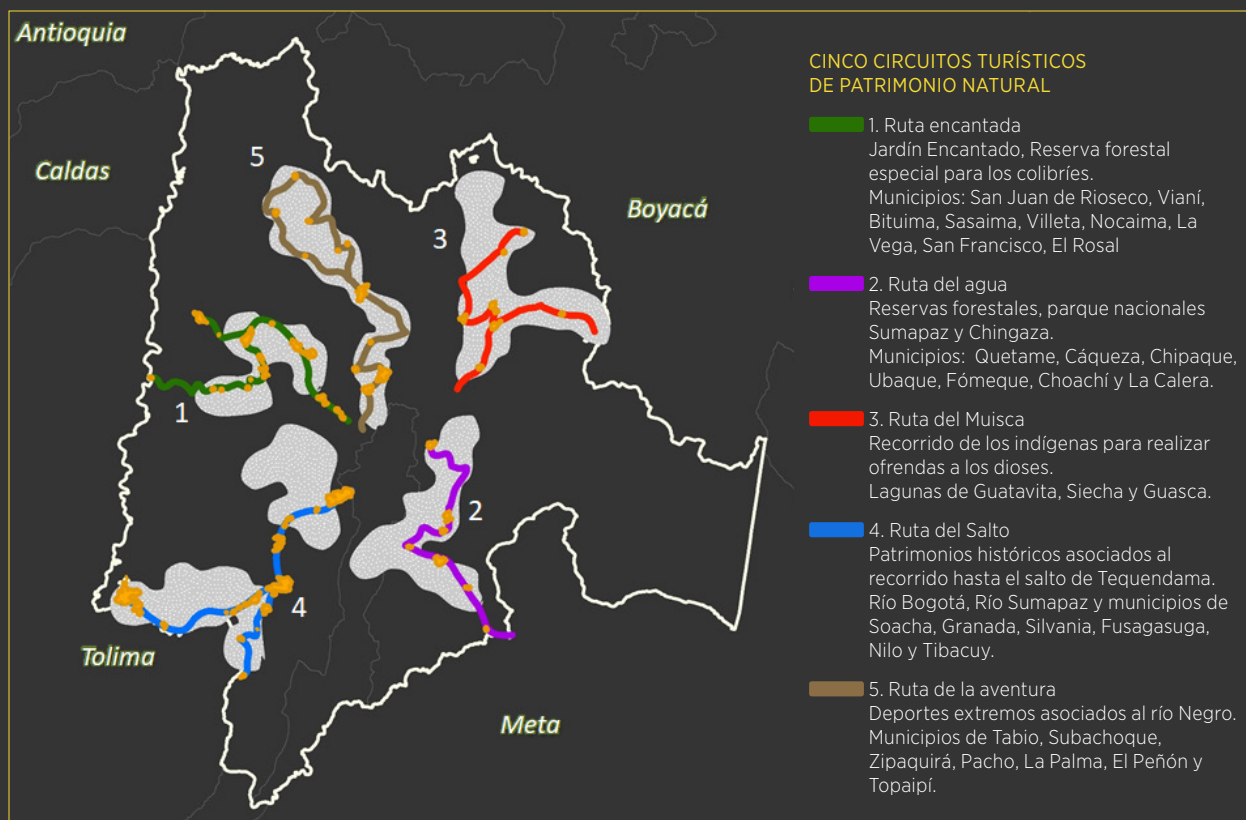 Antioquia
Caldas
Boyacá
Tolima
Meta
5
3
1
2
4
CINCO CIRCUITOS TURÍSTICOS
DE PATRIMONIO NATURAL
1. Ruta encantada
Jardín Encantado, Reserva forestal
especial para los colibríes.
Municipios: San Juan de Rioseco, Vianí,
Bituima, Sasaima, Villeta, Nocaima, La
Vega, San Francisco, El Rosal
2. Ruta del agua
Reservas forestales, parque nacionales
Sumapaz y Chingaza.
Municipios: Quetame, Cáqueza, Chipaque,
Ubaque, Fómeque, Choachí y La Calera.
3. Ruta del Muisca
Recorrido de los indígenas para realizar
ofrendas a los dioses.
Lagunas de Guatavita, Siecha y Guasca.
4. Ruta del Salto
Patrimonios históricos asociados al
recorrido hasta el salto de Tequendama.
Río Bogotá, Río Sumapaz y municipios de
Soacha, Granada, Silvania, Fusagasuga,
Nilo y Tibacuy.
5. Ruta de la aventura
Deportes extremos asociados al río Negro.
Municipios de Tabio, Subachoque,
Zipaquirá, Pacho, La Palma, El Peñón y
Topaipí.